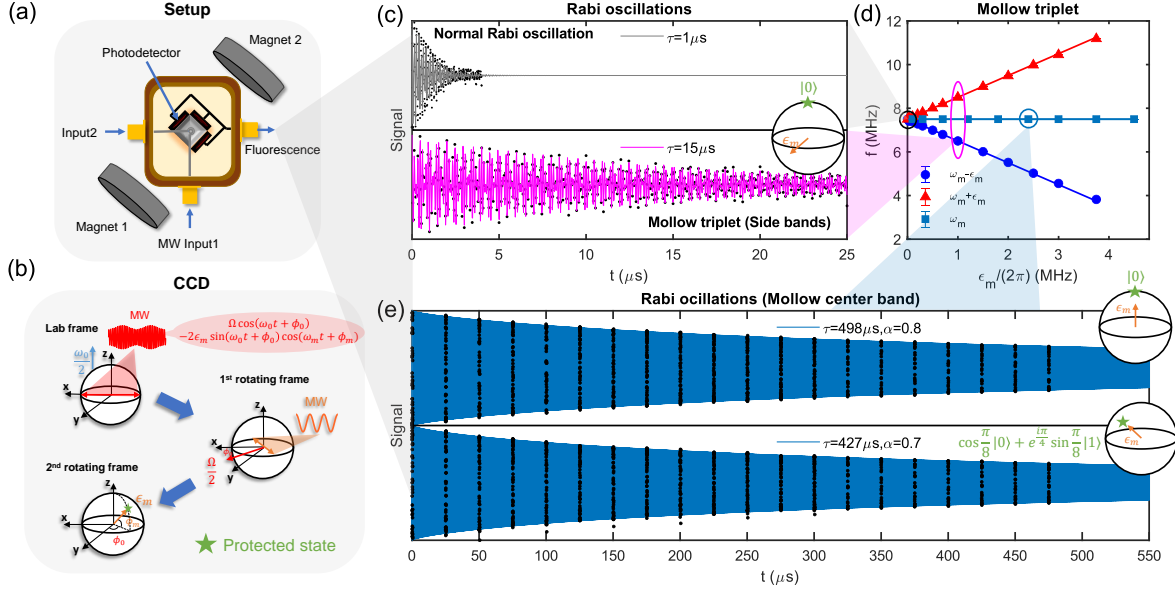 (a)
Setup
Magnet 2
Photodetector
Input2
Fluorescence
Magnet 1
MW Input1
(b)
CCD
Lab frame
MW
Ω cos(ω₀t + ϕ₀)
−2ϵₘ sin(ω₀t + ϕ₀) cos(ωₘt + ϕₘ)
ω₀/2
z
x
y
1st rotating frame
MW
z
x
ϕ₀
Ω/2
y
2nd rotating frame
z
ϵₘ
x
ϕₘ
y
ϕ₀
Protected state
(c)
Rabi oscillations
Normal Rabi oscillation
τ=1μs
|0⟩
ϵₘ
Signal
τ=15μs
Mollow triplet (Side bands)
0 5 10 15 20 25
t (μs)
(d)
Mollow triplet
12
10
8
6
4
2
f (MHz)
ωₘ-ϵₘ
ωₘ+ϵₘ
ωₘ
0 1 2 3 4
ϵₘ/(2π) (MHz)
(e)
Rabi ocillations (Mollow center band)
|0⟩
ϵₘ
τ=498μs,α=0.8
Signal
τ=427μs,α=0.7
cos π/8 |0⟩ + e^{iπ/4} sin π/8 |1⟩
ϵₘ
0 50 100 150 200 250 300 350 400 450 500 550
t (μs)